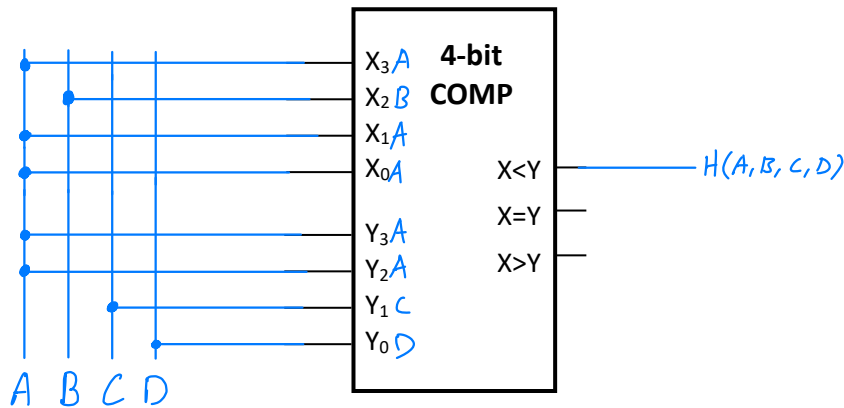 4-bit
COMP
X₃ A
X₂ B
X₁ A
X₀ A
X<Y H(A,B,C,D)
X=Y
Y₃ A
X>Y
Y₂ A
Y₁ C
Y₀ D
A B C D